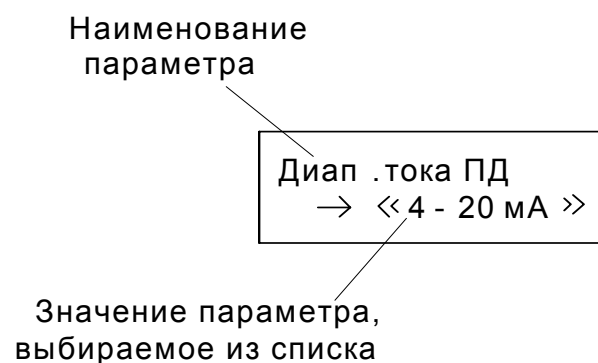 Наименование
параметра
Диап .тока ПД
→ «4 - 20 мА »
Значение параметра,
выбираемое из списка